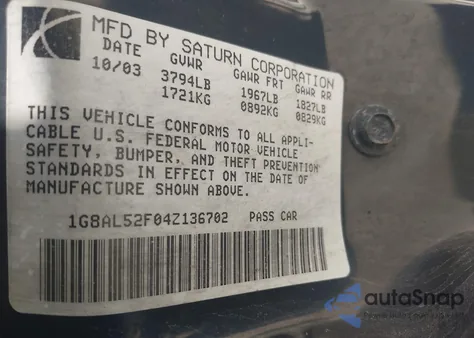 MFD BY SATURN CORPORATION
DATE GVWR GAWR FRT GAWR RR
10/03 3794LB 1967LB 1827LB
1721KG 0892KG 0829KG
THIS VEHICLE CONFORMS TO ALL APPLI-
CABLE U.S. FEDERAL MOTOR VEHICLE
SAFETY, BUMPER, AND THEFT PREVENTION
STANDARDS IN EFFECT ON THE DATE OF
MANUFACTURE SHOWN ABOVE.
1G8AL52F04Z136702 PASS CAR
autaSnap